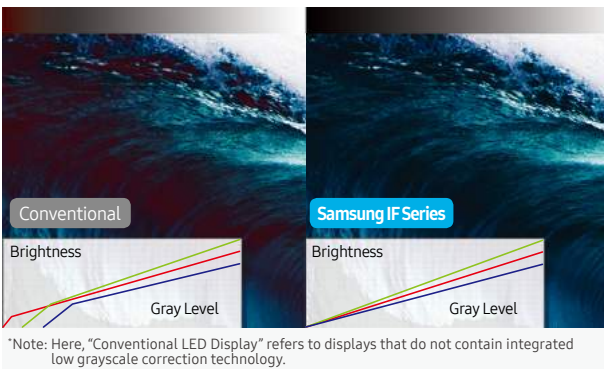 Conventional
Samsung IF Series
Brightness
Gray Level
Brightness
Gray Level
*Note: Here, “Conventional LED Display” refers to displays that do not contain integrated
low grayscale correction technology.